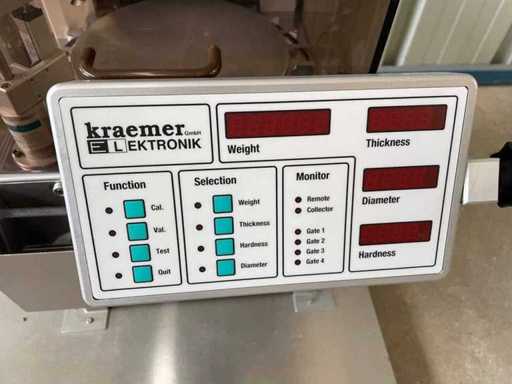 kraemer GmbH
ELEKTRONIK
Weight
Thickness
Diameter
Hardness
Function
Cal.
Val.
Test
Quit
Selection
Weight
Thickness
Hardness
Diameter
Monitor
Remote
Collector
Gate 1
Gate 2
Gate 3
Gate 4